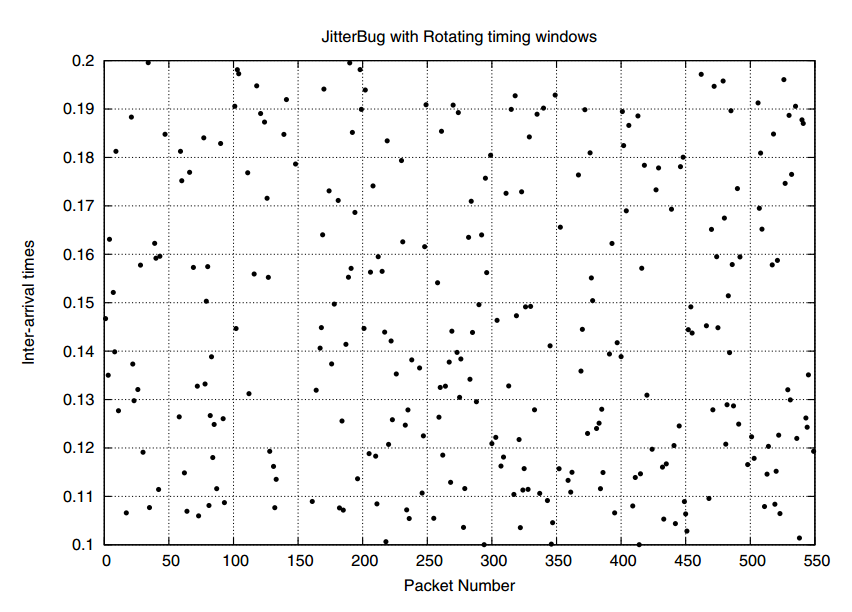 JitterBug with Rotating timing windows
0.2
0.19
0.18
0.17
0.16
0.15
0.14
0.13
0.12
0.11
0.1
Inter-arrival times
0 50 100 150 200 250 300 350 400 450 500 550
Packet Number